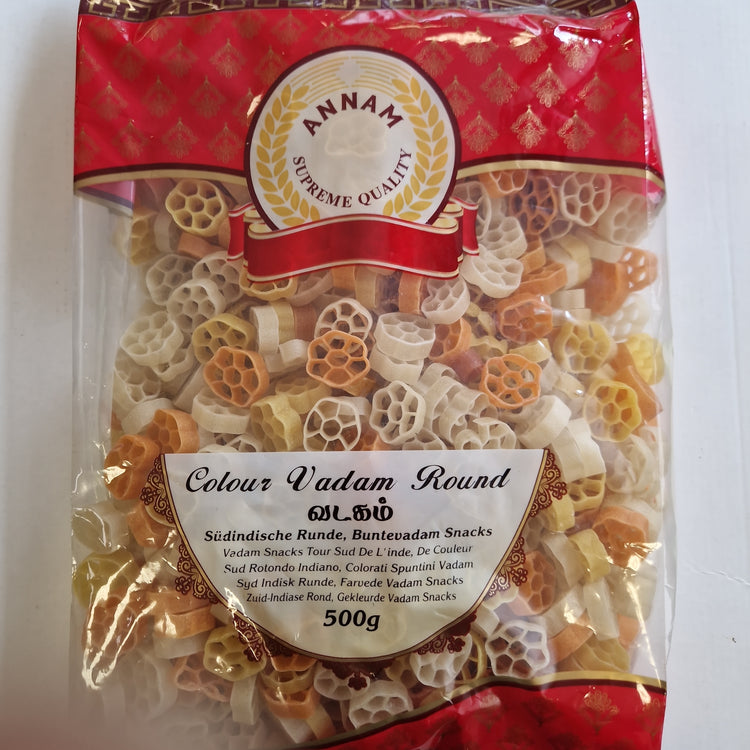 ANNAM
SUPREME QUALITY
Colour Vadam Round
வடகம்
Südindische Runde, Buntevadam Snacks
Vadam Snacks Tour Sud De L'inde, De Couleur
Sud Rotondo Indiano, Colorati Spuntini Vadam
Syd Indisk Runde, Farvede Vadam Snacks
Zuid-Indiase Rond, Gekleurde Vadam Snacks
500g